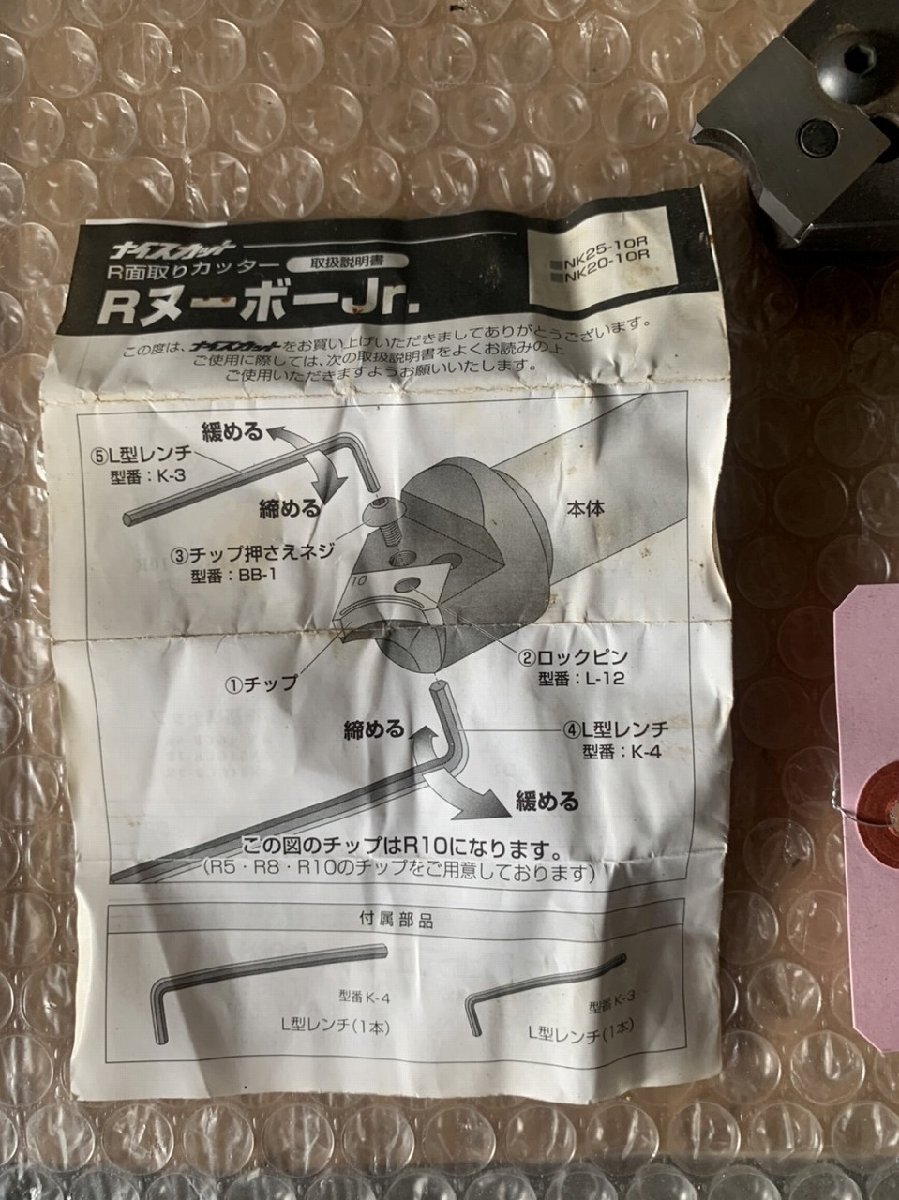 ナイスカット
R面取りカッター 取扱説明書
RヌーボーJr.
■NK25-10R
■NK20-10R
この度は、ナイスカットをお買い上げいただきましてありがとうございます。
ご使用に際しては、次の取扱説明書をよくお読みの上
ご使用いただきますようお願いいたします。
緩める
⑤L型レンチ
型番：K-3
締める
本体
③チップ押さえネジ
型番：BB-1
10
②ロックピン
型番：L-12
①チップ
締める
④L型レンチ
型番：K-4
緩める
この図のチップはR10になります。
(R5・R8・R10のチップをご用意しております)
付属部品
型番 K-4
L型レンチ(1本)
型番 K-3
L型レンチ(1本)